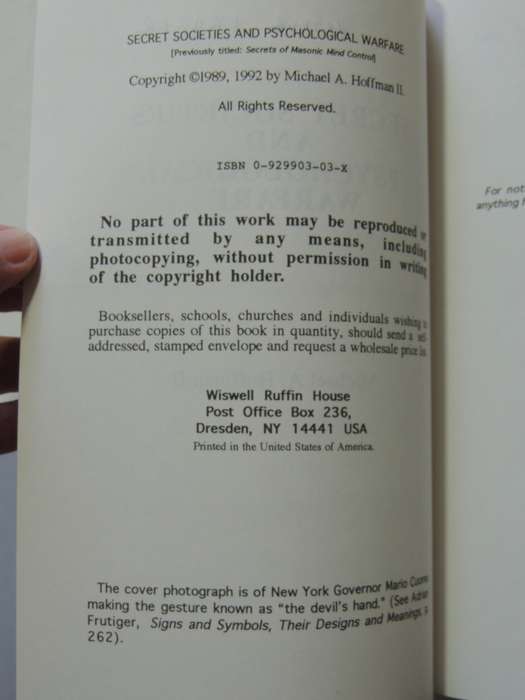 SECRET SOCIETIES AND PSYCHOLOGICAL WARFARE
[Previously titled: Secrets of Masonic Mind Control]
Copyright ©1989, 1992 by Michael A. Hoffman II.
All Rights Reserved.
ISBN 0-929903-03-X
No part of this work may be reproduced or
transmitted by any means, including
photocopying, without permission in writing
of the copyright holder.
Booksellers, schools, churches and individuals wishing to
purchase copies of this book in quantity, should send a self-
addressed, stamped envelope and request a wholesale price
Wiswell Ruffin House
Post Office Box 236,
Dresden, NY 14441 USA
Printed in the United States of America.
The cover photograph is of New York Governor Mario Cuomo
making the gesture known as "the devil's hand." (See Adrian
Frutiger, Signs and Symbols, Their Designs and Meanings,
262).
For not
anything